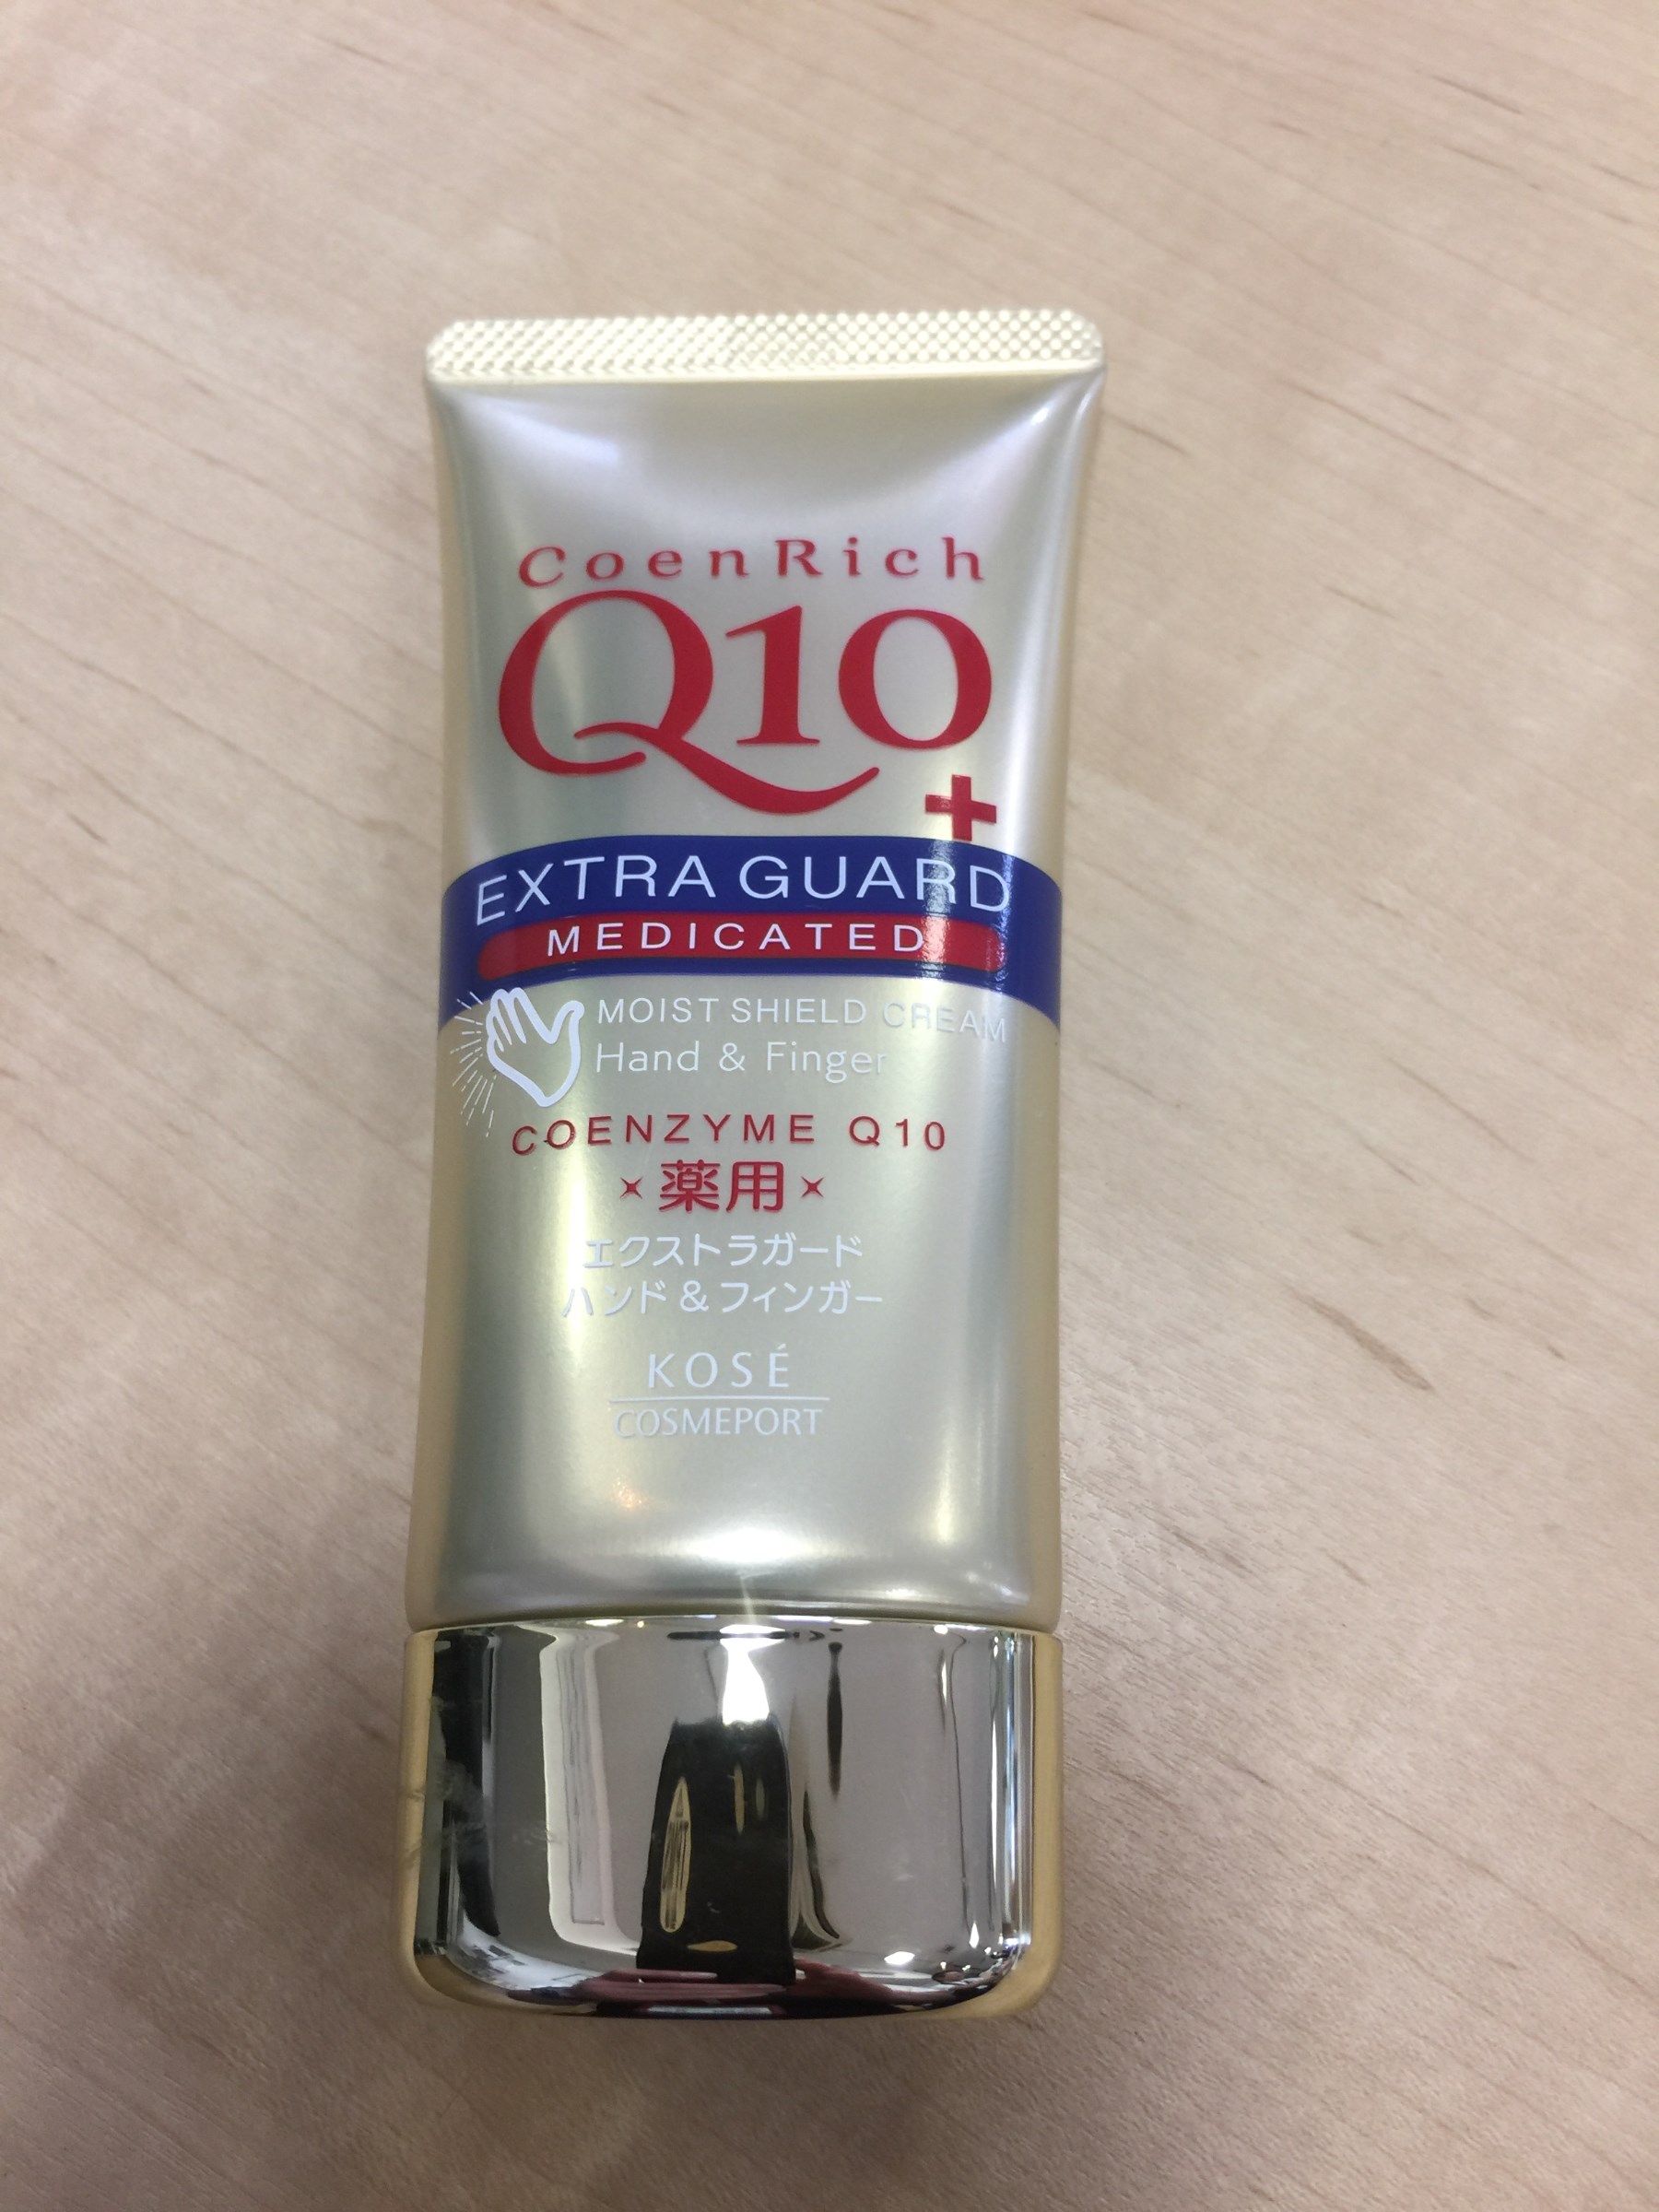 CoenRich
Q10
+
EXTRA GUARD
MEDICATED
MOIST SHIELD CREAM
Hand & Finger
COENZYME Q10
薬用
エクストラガード
ハンド&フィンガー
KOSÉ
COSMEPORT